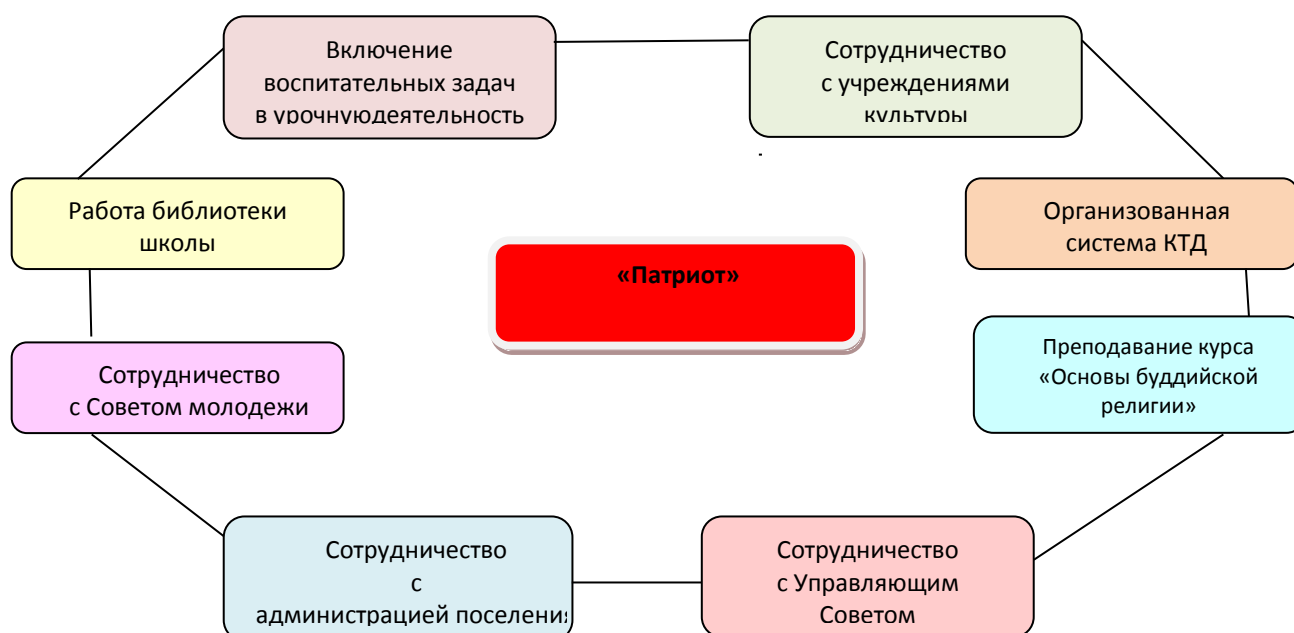 Включение
воспитательных задач
в урочнуюдеятельность
Сотрудничество
с учреждениями
культуры
Работа библиотеки
школы
Организованная
система КТД
«Патриот»
Сотрудничество
с Советом молодежи
Преподавание курса
«Основы буддийской
религии»
Сотрудничество
с
администрацией поселения
Сотрудничество
с Управляющим
Советом